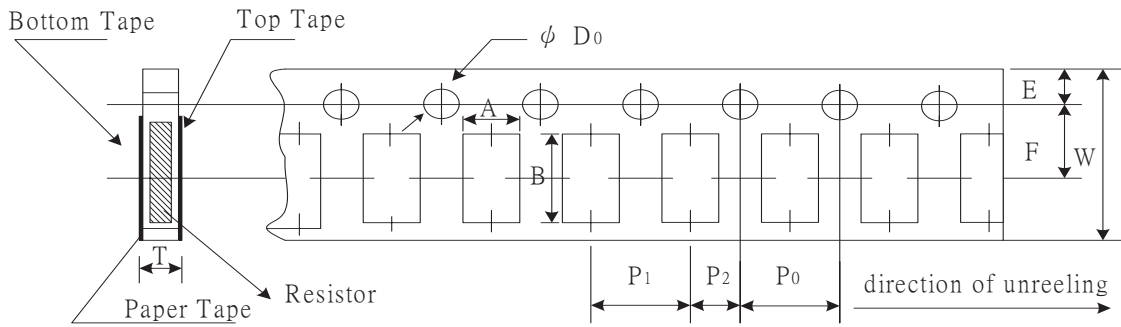 Bottom Tape
Top Tape
φ D0
E
A
F
W
B
T
P1
P2
P0
Resistor
direction of unreeling
Paper Tape